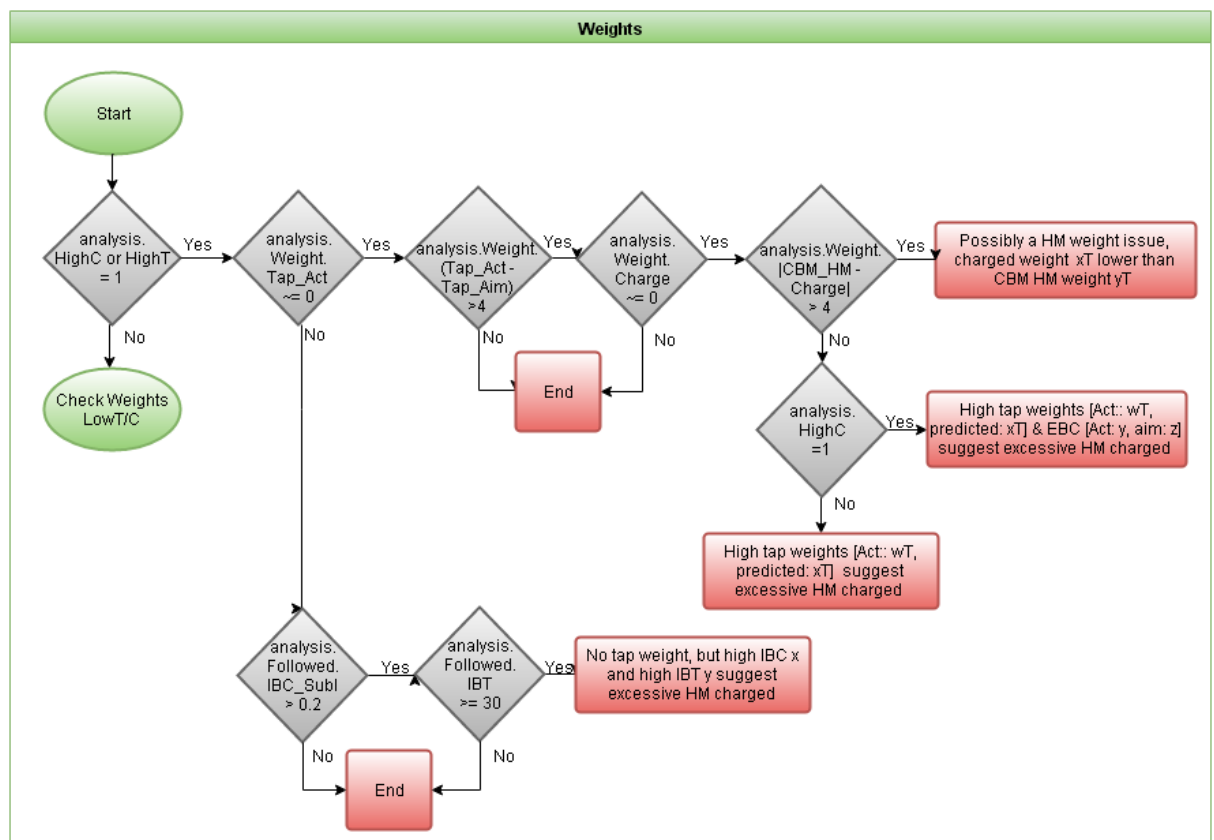 Weights
Start
analysis.
HighC or HighT
= 1
Yes
No
Check Weights
LowT/C
analysis.
Weight.
Tap_Act
~= 0
Yes
No
analysis.Weight.
(Tap_Act -
Tap_Aim)
>4
Yes
No
analysis.
Weight.
Charge
~= 0
Yes
No
End
analysis.Weight.
|CBM_HM -
Charge|
> 4
Yes
No
Possibly a HM weight issue,
charged weight xT lower than
CBM HM weight yT
analysis.
HighC
=1
Yes
No
High tap weights [Act:: wT,
predicted: xT] & EBC [Act: y, aim: z]
suggest excessive HM charged
High tap weights [Act:: wT,
predicted: xT] suggest
excessive HM charged
analysis.
Followed.
IBC_Subl
> 0.2
Yes
No
analysis.
Followed.
IBT
>= 30
Yes
No
No tap weight, but high IBC x
and high IBT y suggest
excessive HM charged
End